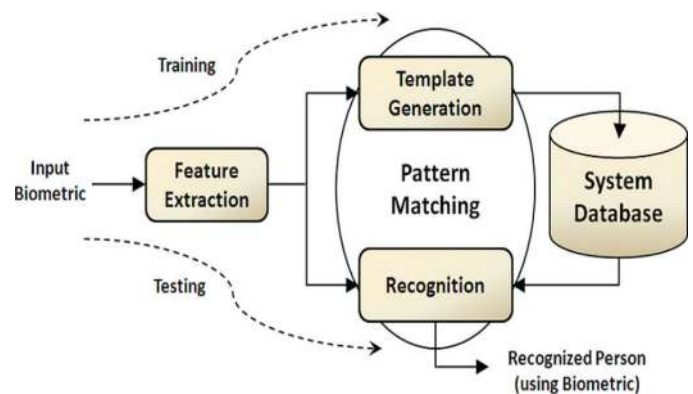 Training
Template
Generation
Input
Biometric
Feature
Extraction
Pattern
Matching
System
Database
Testing
Recognition
Recognized Person
(using Biometric)